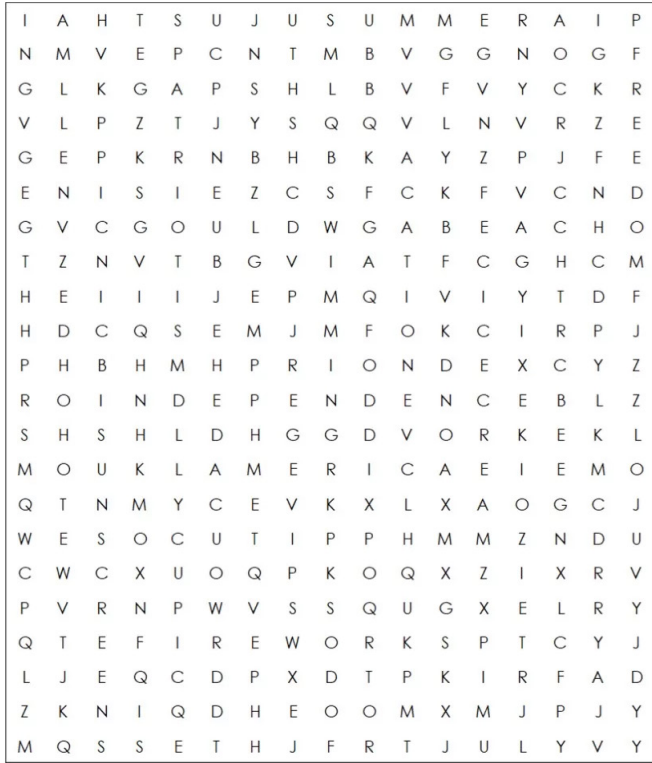 I A H T S U J U S U M M E R A I P
N M V E P C N T M B V G G N O G F
G L K G A P S H L B V F V Y C K R
V L P Z T J Y S Q Q V L N V R Z E
G E P K R N B H B K A Y Z P J F E
E N I S I E Z C S F C K F V C N D
G V C G O U L D W G A B E A C H O
T Z N V T B G V I A T F C G H C M
H E I I I J E P M Q I V I Y T D F
H D C Q S E M J M F O K C I R P J
P H B H M H P R I O N D E X C Y Z
R O I N D E P E N D E N C E B L Z
S H S H L D H G G D V O R K E K L
M O U K L A M E R I C A E I E M O
Q T N M Y C E V K X L X A O G C J
W E S O C U T I P P H M M Z N D U
C W C X U O Q P K O Q X Z I X R V
P V R N P W V S S Q U G X E L R Y
Q T E F I R E W O R K S P T C Y J
L J E Q C D P X D T P K I R F A D
Z K N I Q D H E O O M X M J P J Y
M Q S S E T H J F R T J U L Y V Y